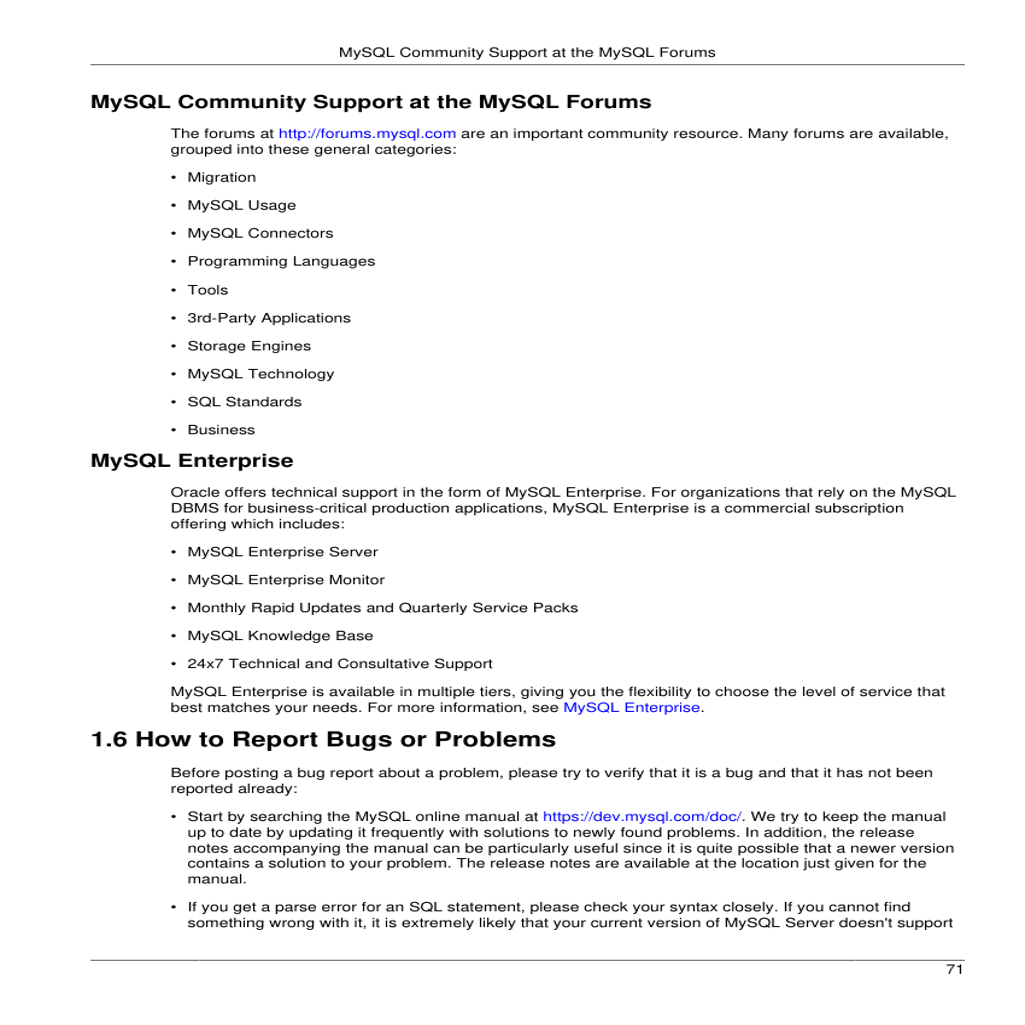 MySQL Community Support at the MySQL Forums
MySQL Community Support at the MySQL Forums
The forums at http://forums.mysql.com are an important community resource. Many forums are available,
grouped into these general categories:
• Migration
• MySQL Usage
• MySQL Connectors
• Programming Languages
• Tools
• 3rd-Party Applications
• Storage Engines
• MySQL Technology
• SQL Standards
• Business
MySQL Enterprise
Oracle offers technical support in the form of MySQL Enterprise. For organizations that rely on the MySQL
DBMS for business-critical production applications, MySQL Enterprise is a commercial subscription
offering which includes:
• MySQL Enterprise Server
• MySQL Enterprise Monitor
• Monthly Rapid Updates and Quarterly Service Packs
• MySQL Knowledge Base
• 24x7 Technical and Consultative Support
MySQL Enterprise is available in multiple tiers, giving you the flexibility to choose the level of service that
best matches your needs. For more information, see MySQL Enterprise.
1.6 How to Report Bugs or Problems
Before posting a bug report about a problem, please try to verify that it is a bug and that it has not been
reported already:
• Start by searching the MySQL online manual at https://dev.mysql.com/doc/. We try to keep the manual
up to date by updating it frequently with solutions to newly found problems. In addition, the release
notes accompanying the manual can be particularly useful since it is quite possible that a newer version
contains a solution to your problem. The release notes are available at the location just given for the
manual.
• If you get a parse error for an SQL statement, please check your syntax closely. If you cannot find
something wrong with it, it is extremely likely that your current version of MySQL Server doesn't support
71